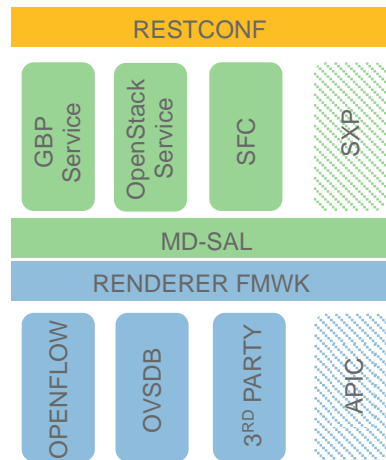 RESTCONF
GBP
Service
OpenStack
Service
SFC
SXP
MD-SAL
RENDERER FMWK
OPENFLOW
OVSDB
3RD PARTY
APIC